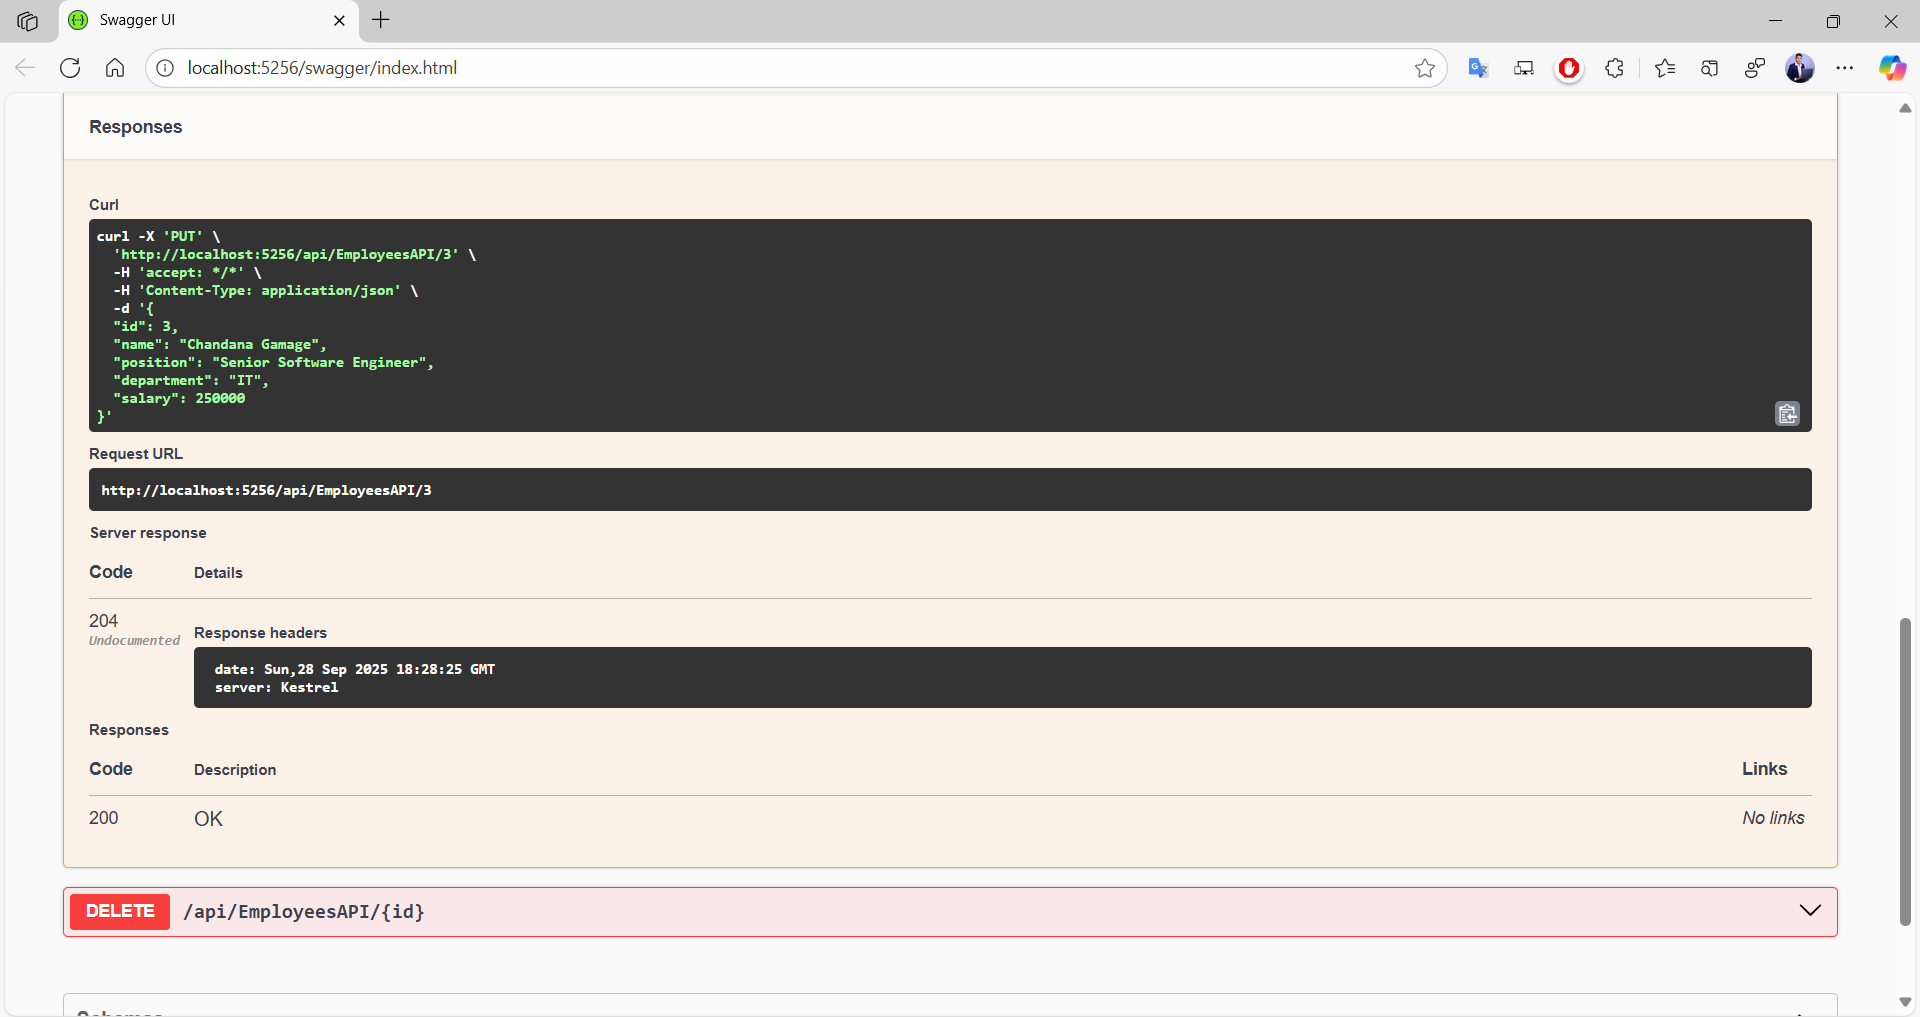 Swagger UI
localhost:5256/swagger/index.html
Responses
Curl
curl -X 'PUT' \
'http://localhost:5256/api/EmployeesAPI/3' \
-H 'accept: */*' \
-H 'Content-Type: application/json' \
-d '{
"id": 3,
"name": "Chandana Gamage",
"position": "Senior Software Engineer",
"department": "IT",
"salary": 250000
}'
Request URL
http://localhost:5256/api/EmployeesAPI/3
Server response
Code Details
204
Undocumented
Response headers
date: Sun,28 Sep 2025 18:28:25 GMT
server: Kestrel
Responses
Code Description Links
200 OK No links
DELETE /api/EmployeesAPI/{id}